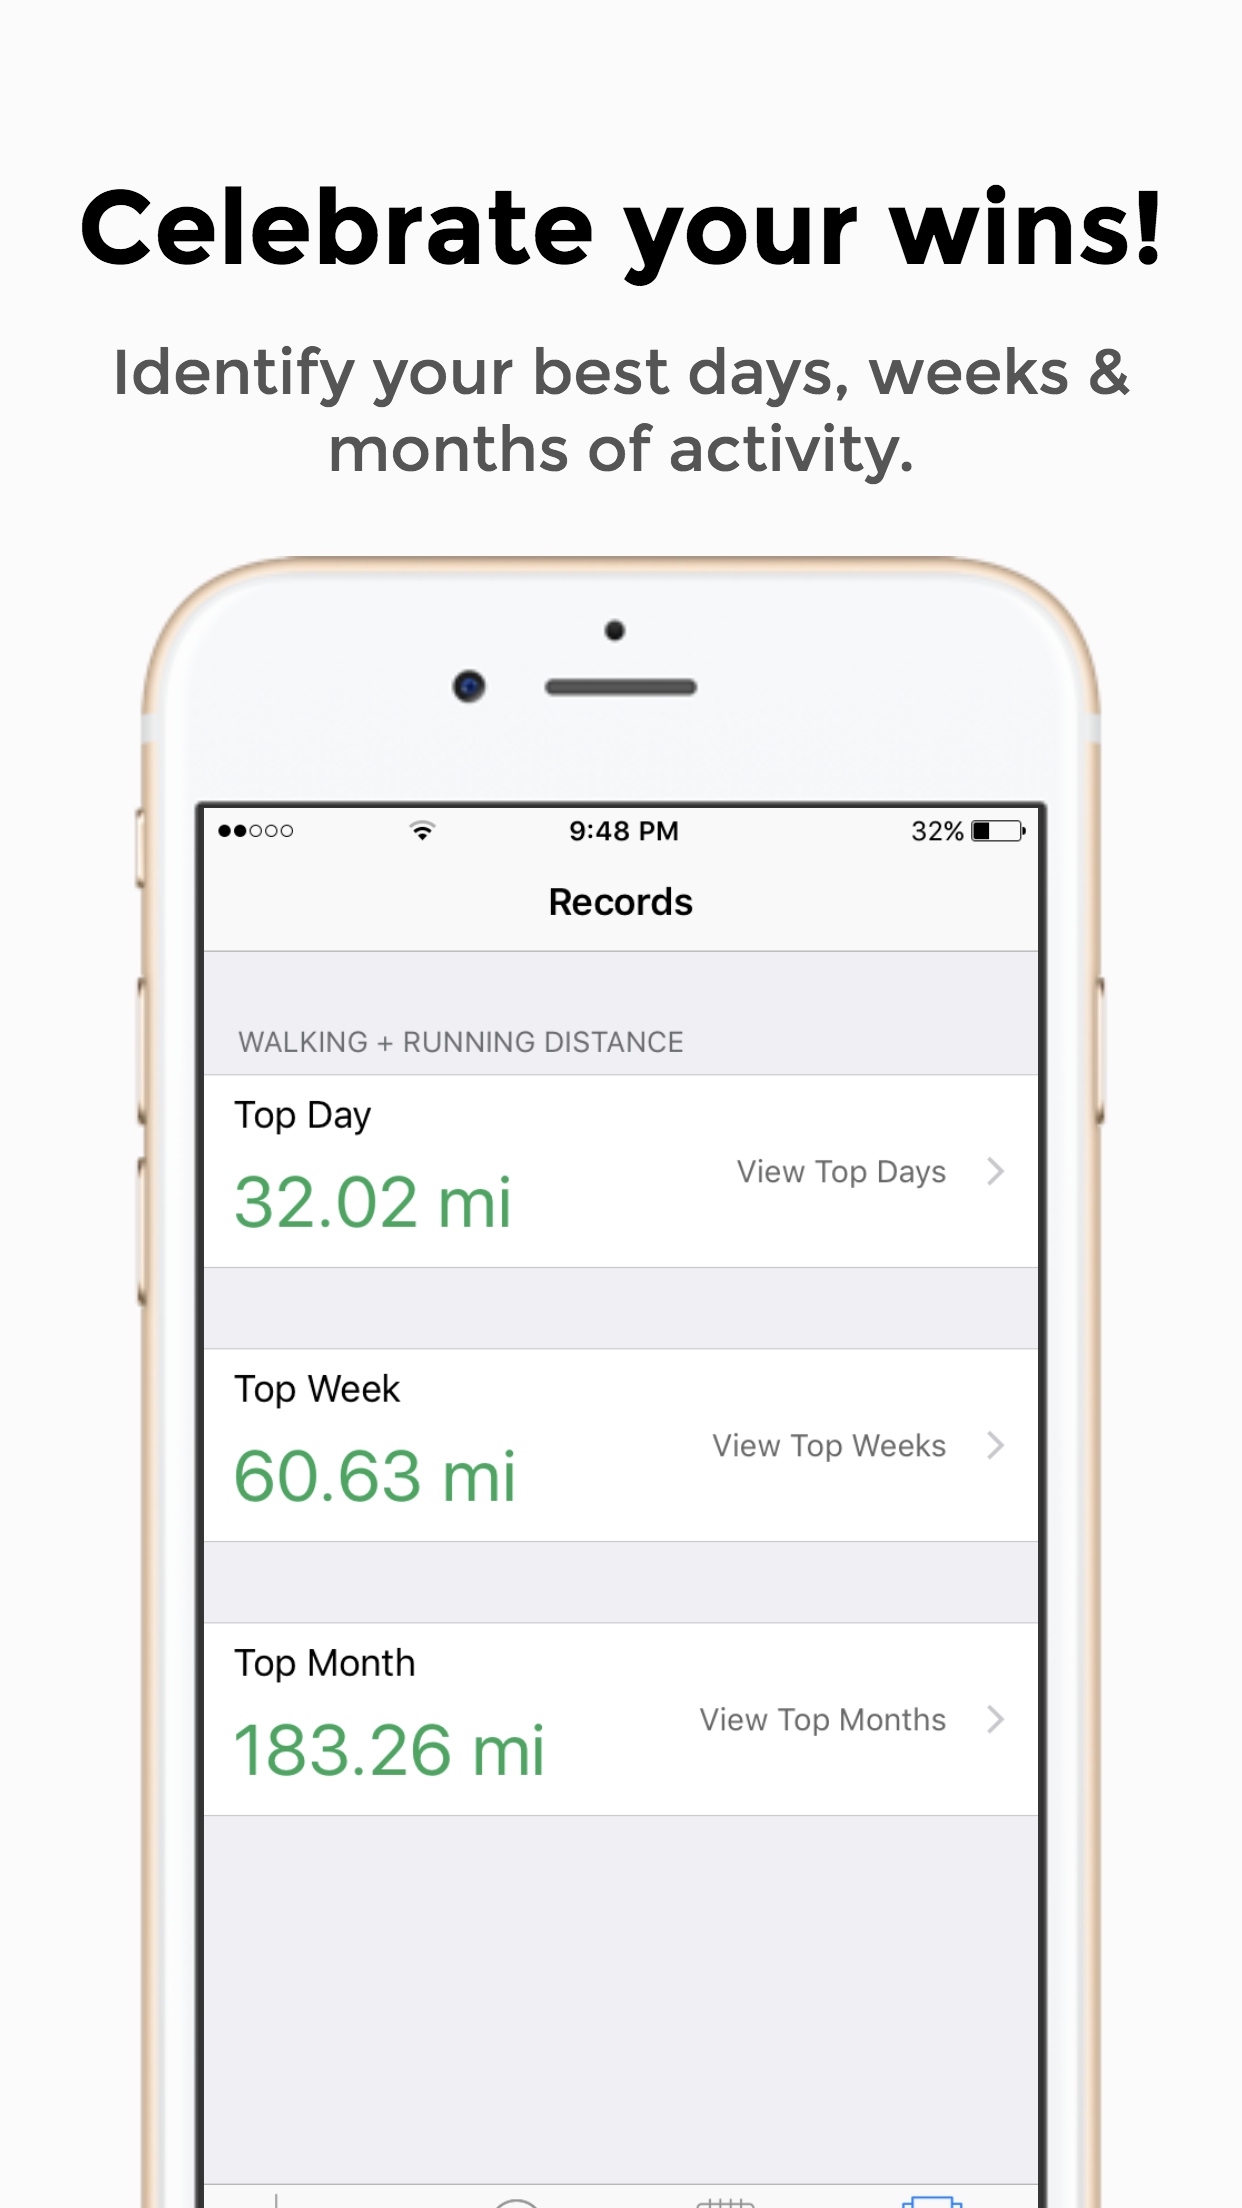 Celebrate your wins!
Identify your best days, weeks &
months of activity.
9:48 PM
32%
Records
WALKING + RUNNING DISTANCE
Top Day
View Top Days
32.02 mi
Top Week
View Top Weeks
60.63 mi
Top Month
View Top Months
183.26 mi